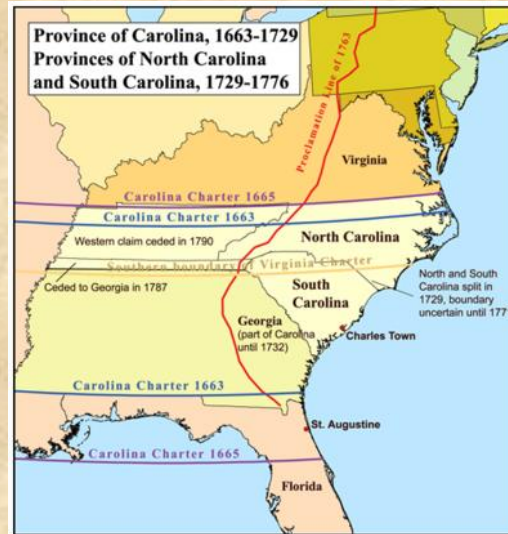 Province of Carolina, 1663-1729
Provinces of North Carolina
and South Carolina, 1729-1776
Proclamation Line of 1763
Virginia
Carolina Charter 1665
Carolina Charter 1663
Western claim ceded in 1790
North Carolina
Southern boundary of Virginia Charter
Ceded to Georgia in 1787
South
Carolina
North and South
Carolina split in
1729, boundary
uncertain until 177
Georgia
(part of Carolina
until 1732)
Charles Town
Carolina Charter 1663
St. Augustine
Carolina Charter 1665
Florida